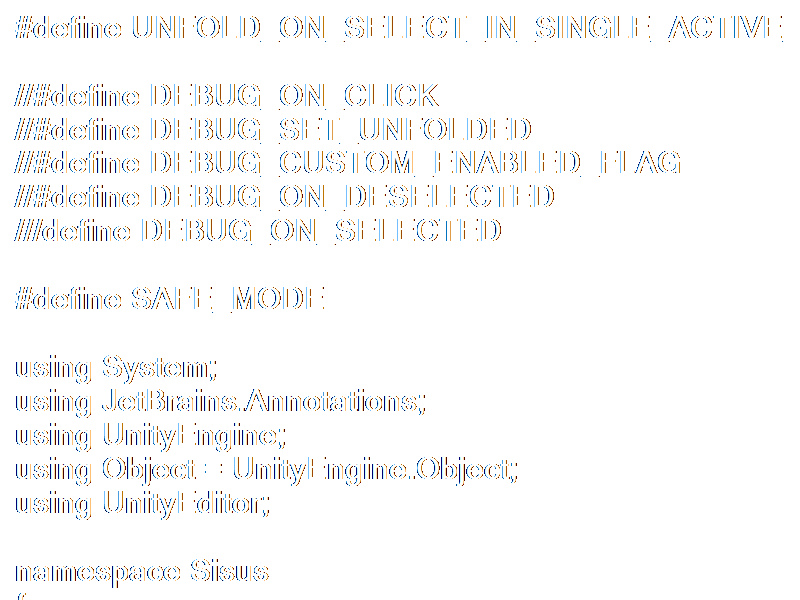 #define UNFOLD_ON_SELECT_IN_SINGLE_ACTIVE
//#define DEBUG_ON_CLICK
//#define DEBUG_SET_UNFOLDED
//#define DEBUG_CUSTOM_ENABLED_FLAG
//#define DEBUG_ON_DESELECTED
////define DEBUG_ON_SELECTED
#define SAFE_MODE
using System;
using JetBrains.Annotations;
using UnityEngine;
using Object = UnityEngine.Object;
using UnityEditor;
namespace Sisus